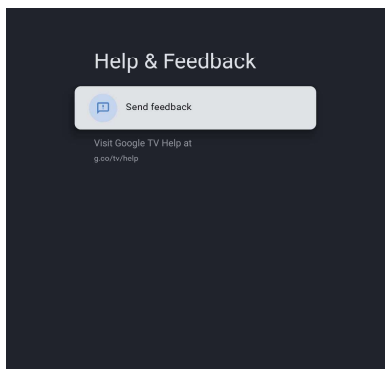 Help & Feedback
Send feedback
Visit Google TV Help at
g.co/tv/help